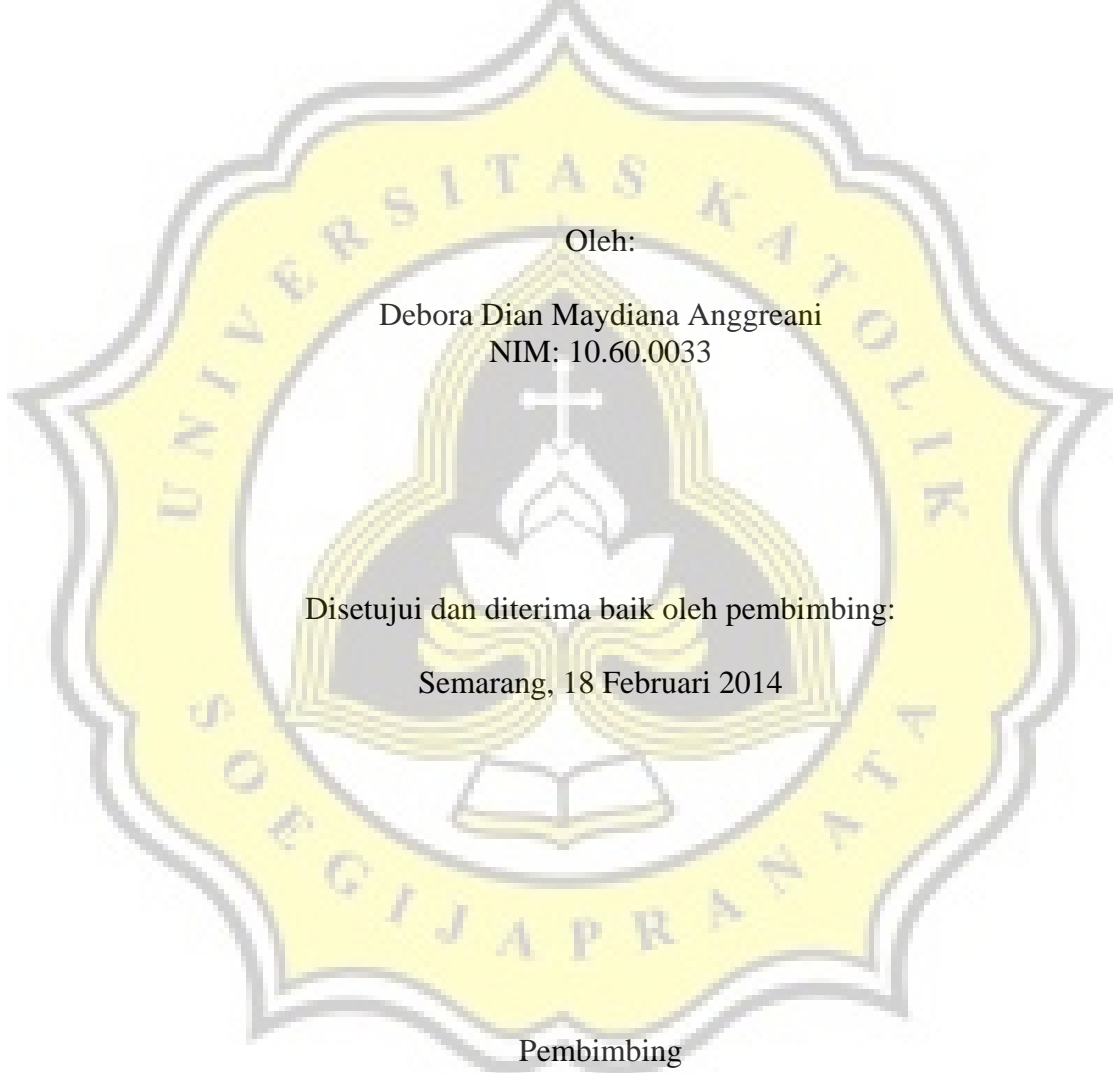 UNIVERSITAS KATOLIK
Oleh:
Debora Dian Maydiana Anggreani
NIM: 10.60.0033
Disetujui dan diterima baik oleh pembimbing:
Semarang, 18 Februari 2014
SOEGIJAPRANATA
Pembimbing